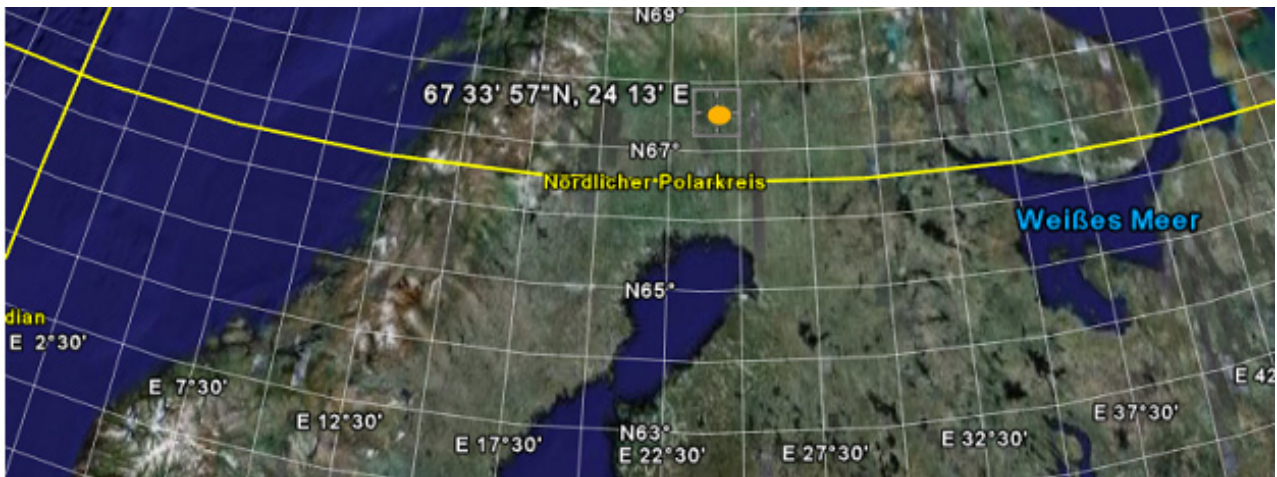 N69°
67 33' 57"N, 24 13' E
N67°
Nördlicher Polarkreis
Weißes Meer
N65°
dian
E 2°30'
E 7°30'
E 12°30'
E 17°30'
N63°
E 22°30'
E 27°30'
E 32°30'
E 37°30'
E 42